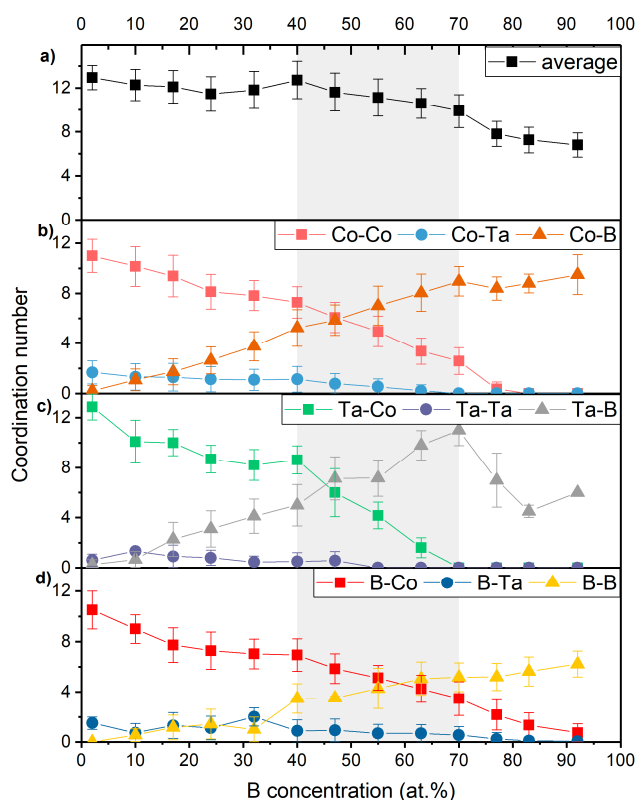 0 10 20 30 40 50 60 70 80 90 100
a)
average
12
8
4
0
b)
Co-Co Co-Ta Co-B
12
8
4
0
c)
Ta-Co Ta-Ta Ta-B
12
8
4
0
d)
B-Co B-Ta B-B
12
8
4
0
0 10 20 30 40 50 60 70 80 90 100
Coordination number
B concentration (at.%)